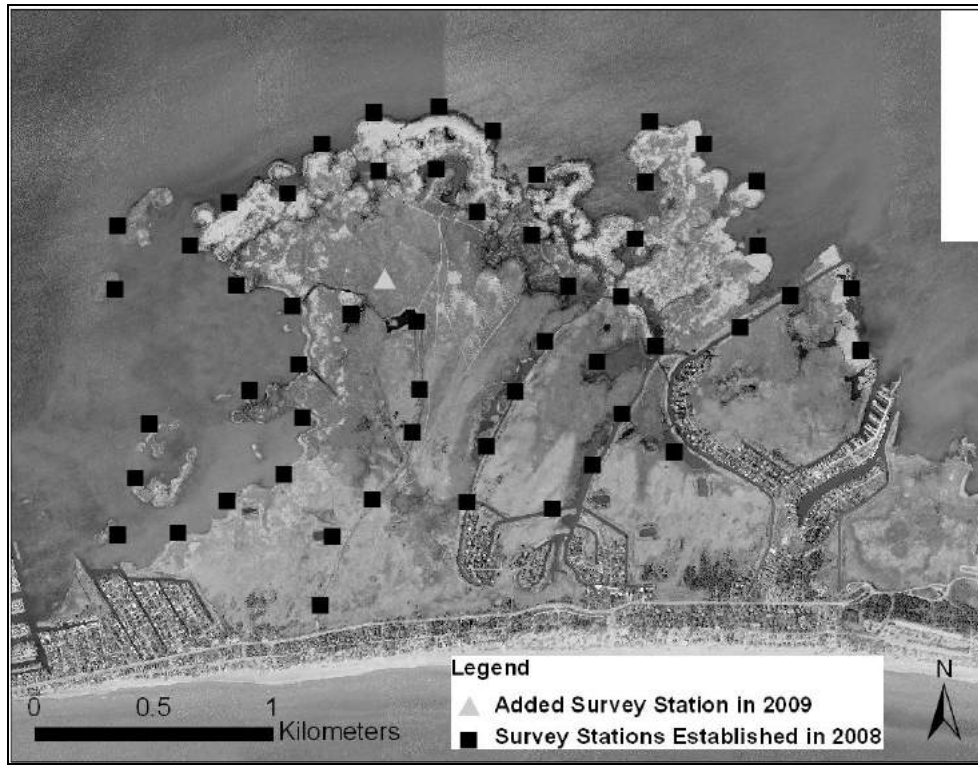 Legend
Added Survey Station in 2009
Survey Stations Established in 2008
0 0.5 1
Kilometers
N